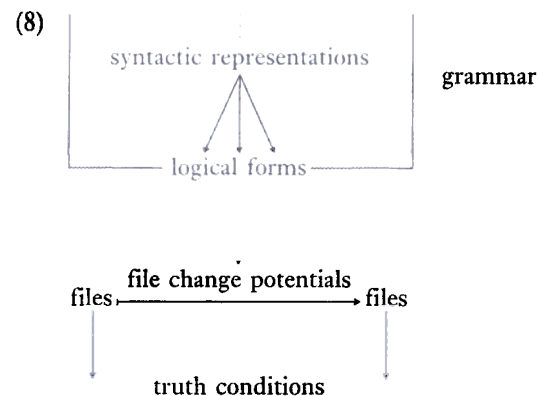 (8)
syntactic representations
grammar
logical forms
file change potentials
files files
truth conditions